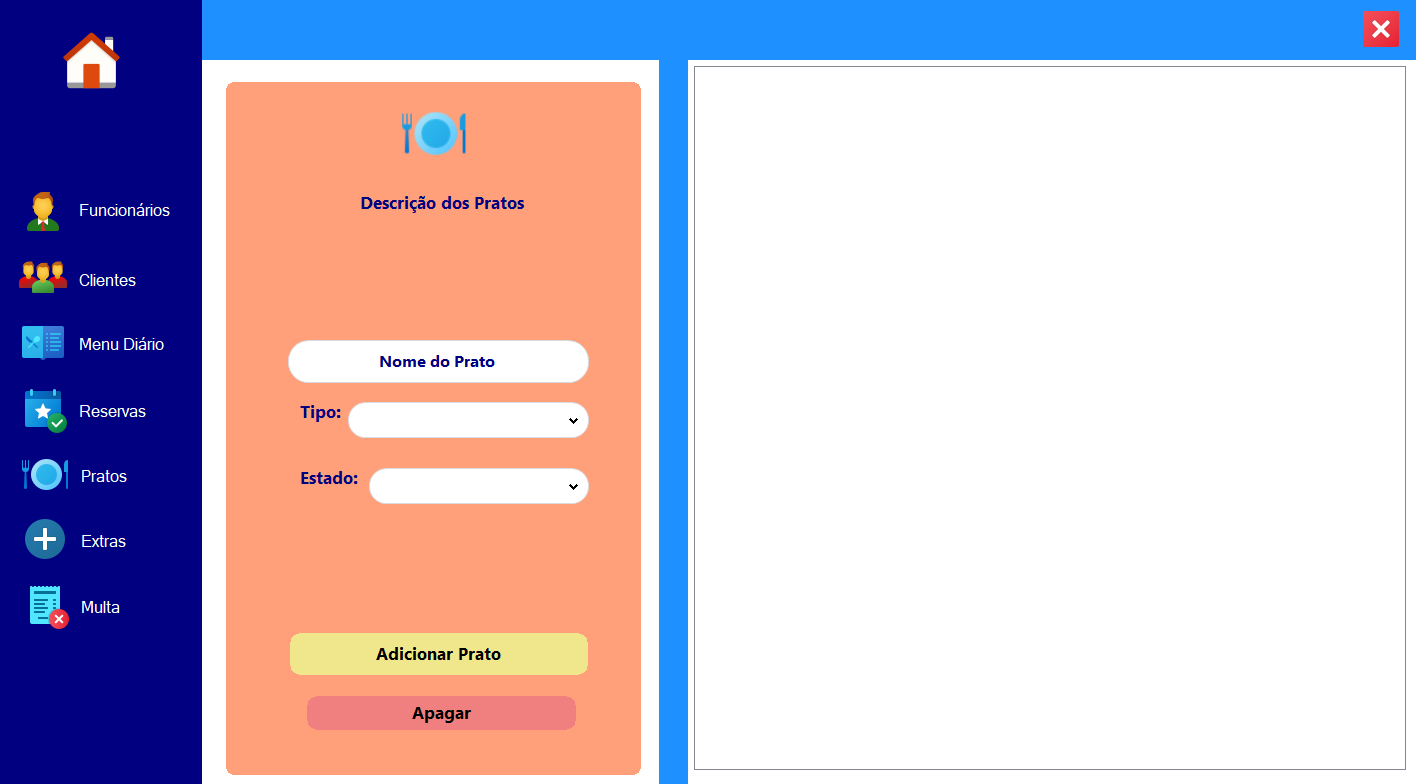 Funcionários
Clientes
Menu Diário
Reservas
Pratos
Extras
Multa
Descrição dos Pratos
Nome do Prato
Tipo:
Estado:
Adicionar Prato
Apagar